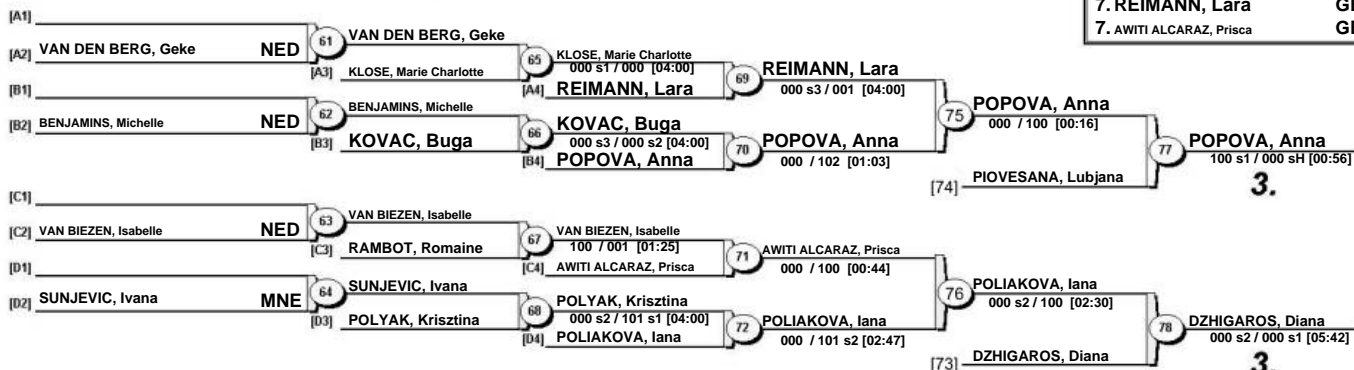 7. REIMANN, Lara GE
7. AWITI ALCARAZ, Prisca GE
[A1]
[A2] VAN DEN BERG, Geke NED
61 VAN DEN BERG, Geke
[A3] KLOSE, Marie Charlotte
65 KLOSE, Marie Charlotte
000 s1 / 000 [04:00]
[A4] REIMANN, Lara
69 REIMANN, Lara
000 s3 / 001 [04:00]
[B1]
[B2] BENJAMINS, Michelle NED
62 BENJAMINS, Michelle
[B3] KOVAC, Buga
66 KOVAC, Buga
000 s3 / 000 s2 [04:00]
[B4] POPOVA, Anna
70 POPOVA, Anna
000 / 102 [01:03]
75 POPOVA, Anna
000 / 100 [00:16]
[74] PIOVESANA, Lubjana
77 POPOVA, Anna
100 s1 / 000 sH [00:56]
3.
[C1]
[C2] VAN BIEZEN, Isabelle NED
63 VAN BIEZEN, Isabelle
[C3] RAMBOT, Romaine
67 VAN BIEZEN, Isabelle
100 / 001 [01:25]
[C4] AWITI ALCARAZ, Prisca
71 AWITI ALCARAZ, Prisca
000 / 100 [00:44]
[D1]
[D2] SUNJEVIC, Ivana MNE
64 SUNJEVIC, Ivana
[D3] POLYAK, Krisztina
68 POLYAK, Krisztina
000 s2 / 101 s1 [04:00]
[D4] POLIAKOVA, Iana
72 POLIAKOVA, Iana
000 / 101 s2 [02:47]
76 POLIAKOVA, Iana
000 s2 / 100 [02:30]
[73] DZHIGAROS, Diana
78 DZHIGAROS, Diana
000 s2 / 000 s1 [05:42]
3.